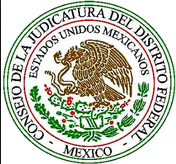 CONSEJO DE LA JUDICATURA DEL DISTRITO FEDERAL
ESTADOS UNIDOS MEXICANOS
- MEXICO -